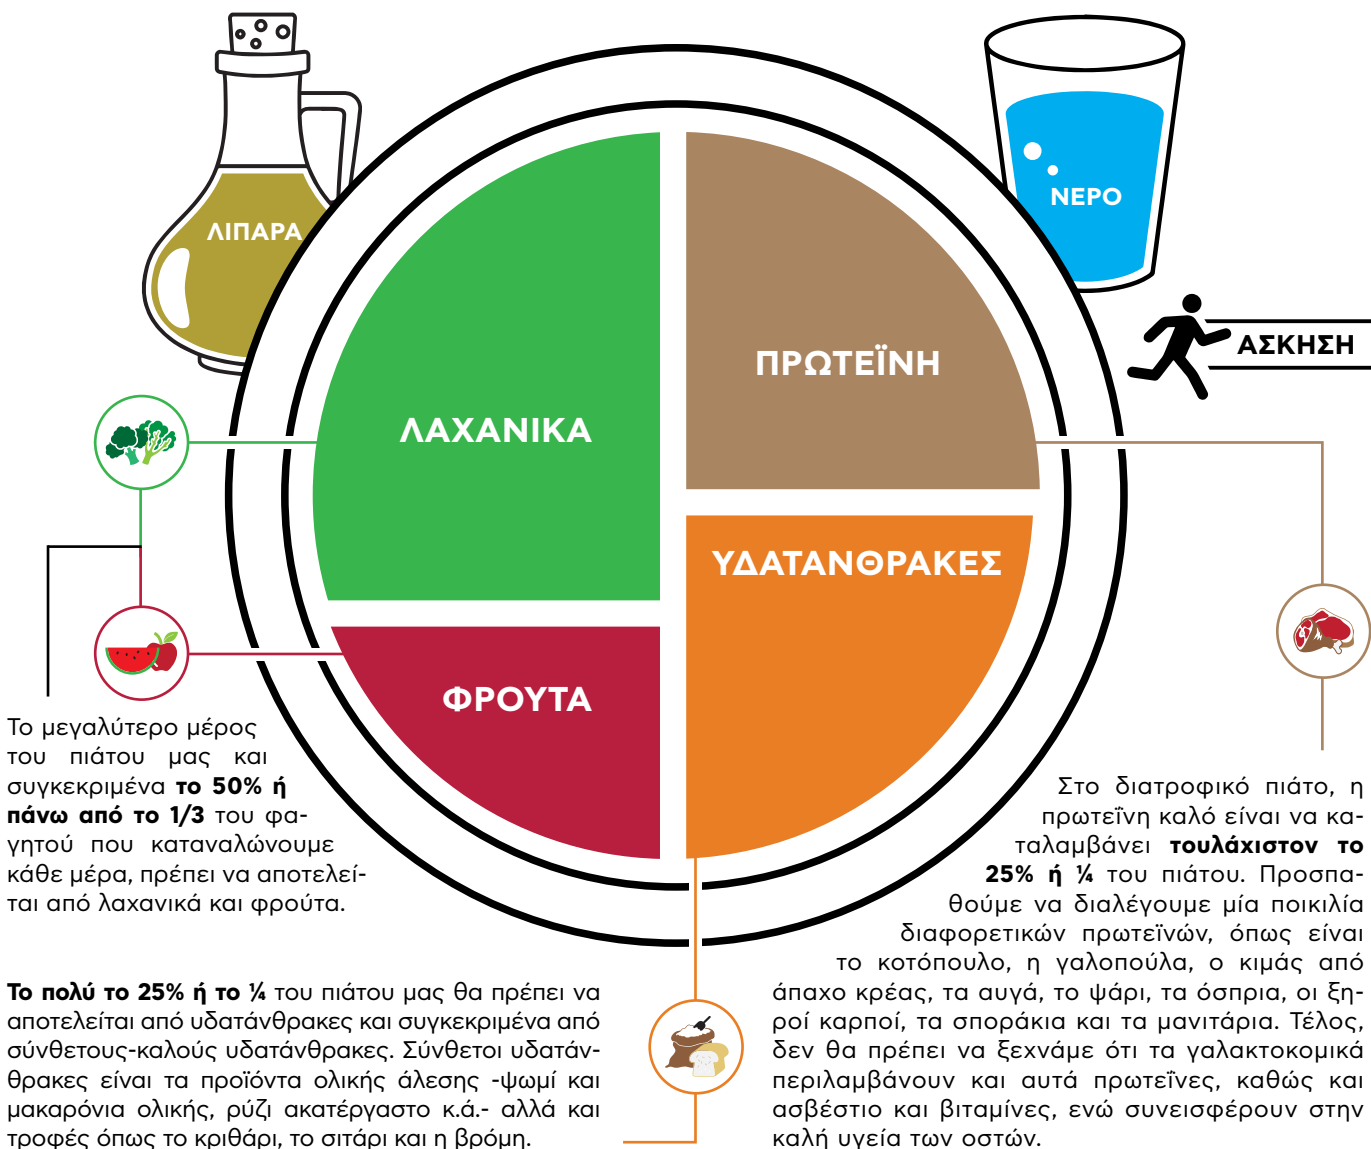 ΛΙΠΑΡΑ
ΝΕΡΟ
ΑΣΚΗΣΗ
ΛΑΧΑΝΙΚΑ
ΠΡΩΤΕΪΝΗ
ΥΔΑΤΑΝΘΡΑΚΕΣ
ΦΡΟΥΤΑ
Το μεγαλύτερο μέρος
του πιάτου μας και
συγκεκριμένα το 50% ή
πάνω από το 1/3 του φα-
γητού που καταναλώνουμε
κάθε μέρα, πρέπει να αποτελεί-
ται από λαχανικά και φρούτα.
Το πολύ το 25% ή το ¼ του πιάτου μας θα πρέπει να
αποτελείται από υδατάνθρακες και συγκεκριμένα από
σύνθετους-καλούς υδατάνθρακες. Σύνθετοι υδατάν-
θρακες είναι τα προϊόντα ολικής άλεσης -ψωμί και
μακαρόνια ολικής, ρύζι ακατέργαστο κ.ά.- αλλά και
τροφές όπως το κριθάρι, το σιτάρι και η βρόμη.
Στο διατροφικό πιάτο, η
πρωτεΐνη καλό είναι να κα-
ταλαμβάνει τουλάχιστον το
25% ή ¼ του πιάτου. Προσπα-
θούμε να διαλέγουμε μία ποικιλία
διαφορετικών πρωτεϊνών, όπως είναι
το κοτόπουλο, η γαλοπούλα, ο κιμάς από
άπαχο κρέας, τα αυγά, το ψάρι, τα όσπρια, οι ξη-
ροί καρποί, τα σποράκια και τα μανιτάρια. Τέλος,
δεν θα πρέπει να ξεχνάμε ότι τα γαλακτοκομικά
περιλαμβάνουν και αυτά πρωτεΐνες, καθώς και
ασβέστιο και βιταμίνες, ενώ συνεισφέρουν στην
καλή υγεία των οστών.